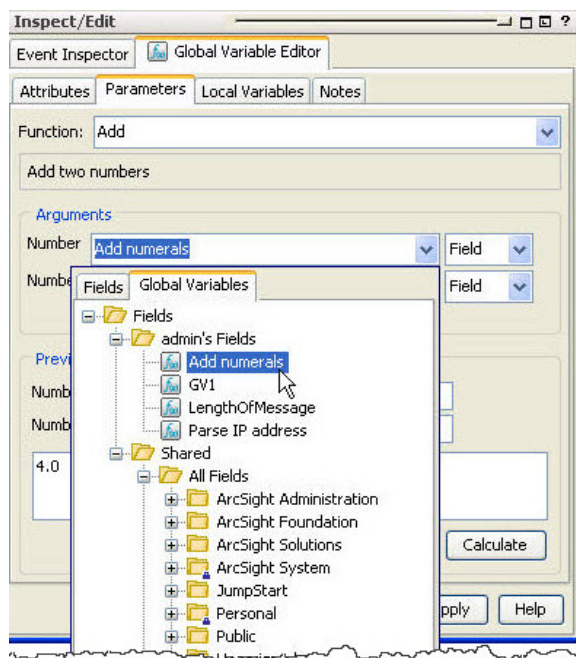 Inspect/Edit
Event Inspector Global Variable Editor
Attributes Parameters Local Variables Notes
Function: Add
Add two numbers
Arguments
Number Add numerals Field
Numbe Field
Fields Global Variables
Fields
admin's Fields
Add numerals
GV1
LengthOfMessage
Parse IP address
Shared
All Fields
ArcSight Administration
ArcSight Foundation
ArcSight Solutions
ArcSight System
JumpStart
Personal
Public
Previ
Numb
Numb
4.0
Calculate
pply Help